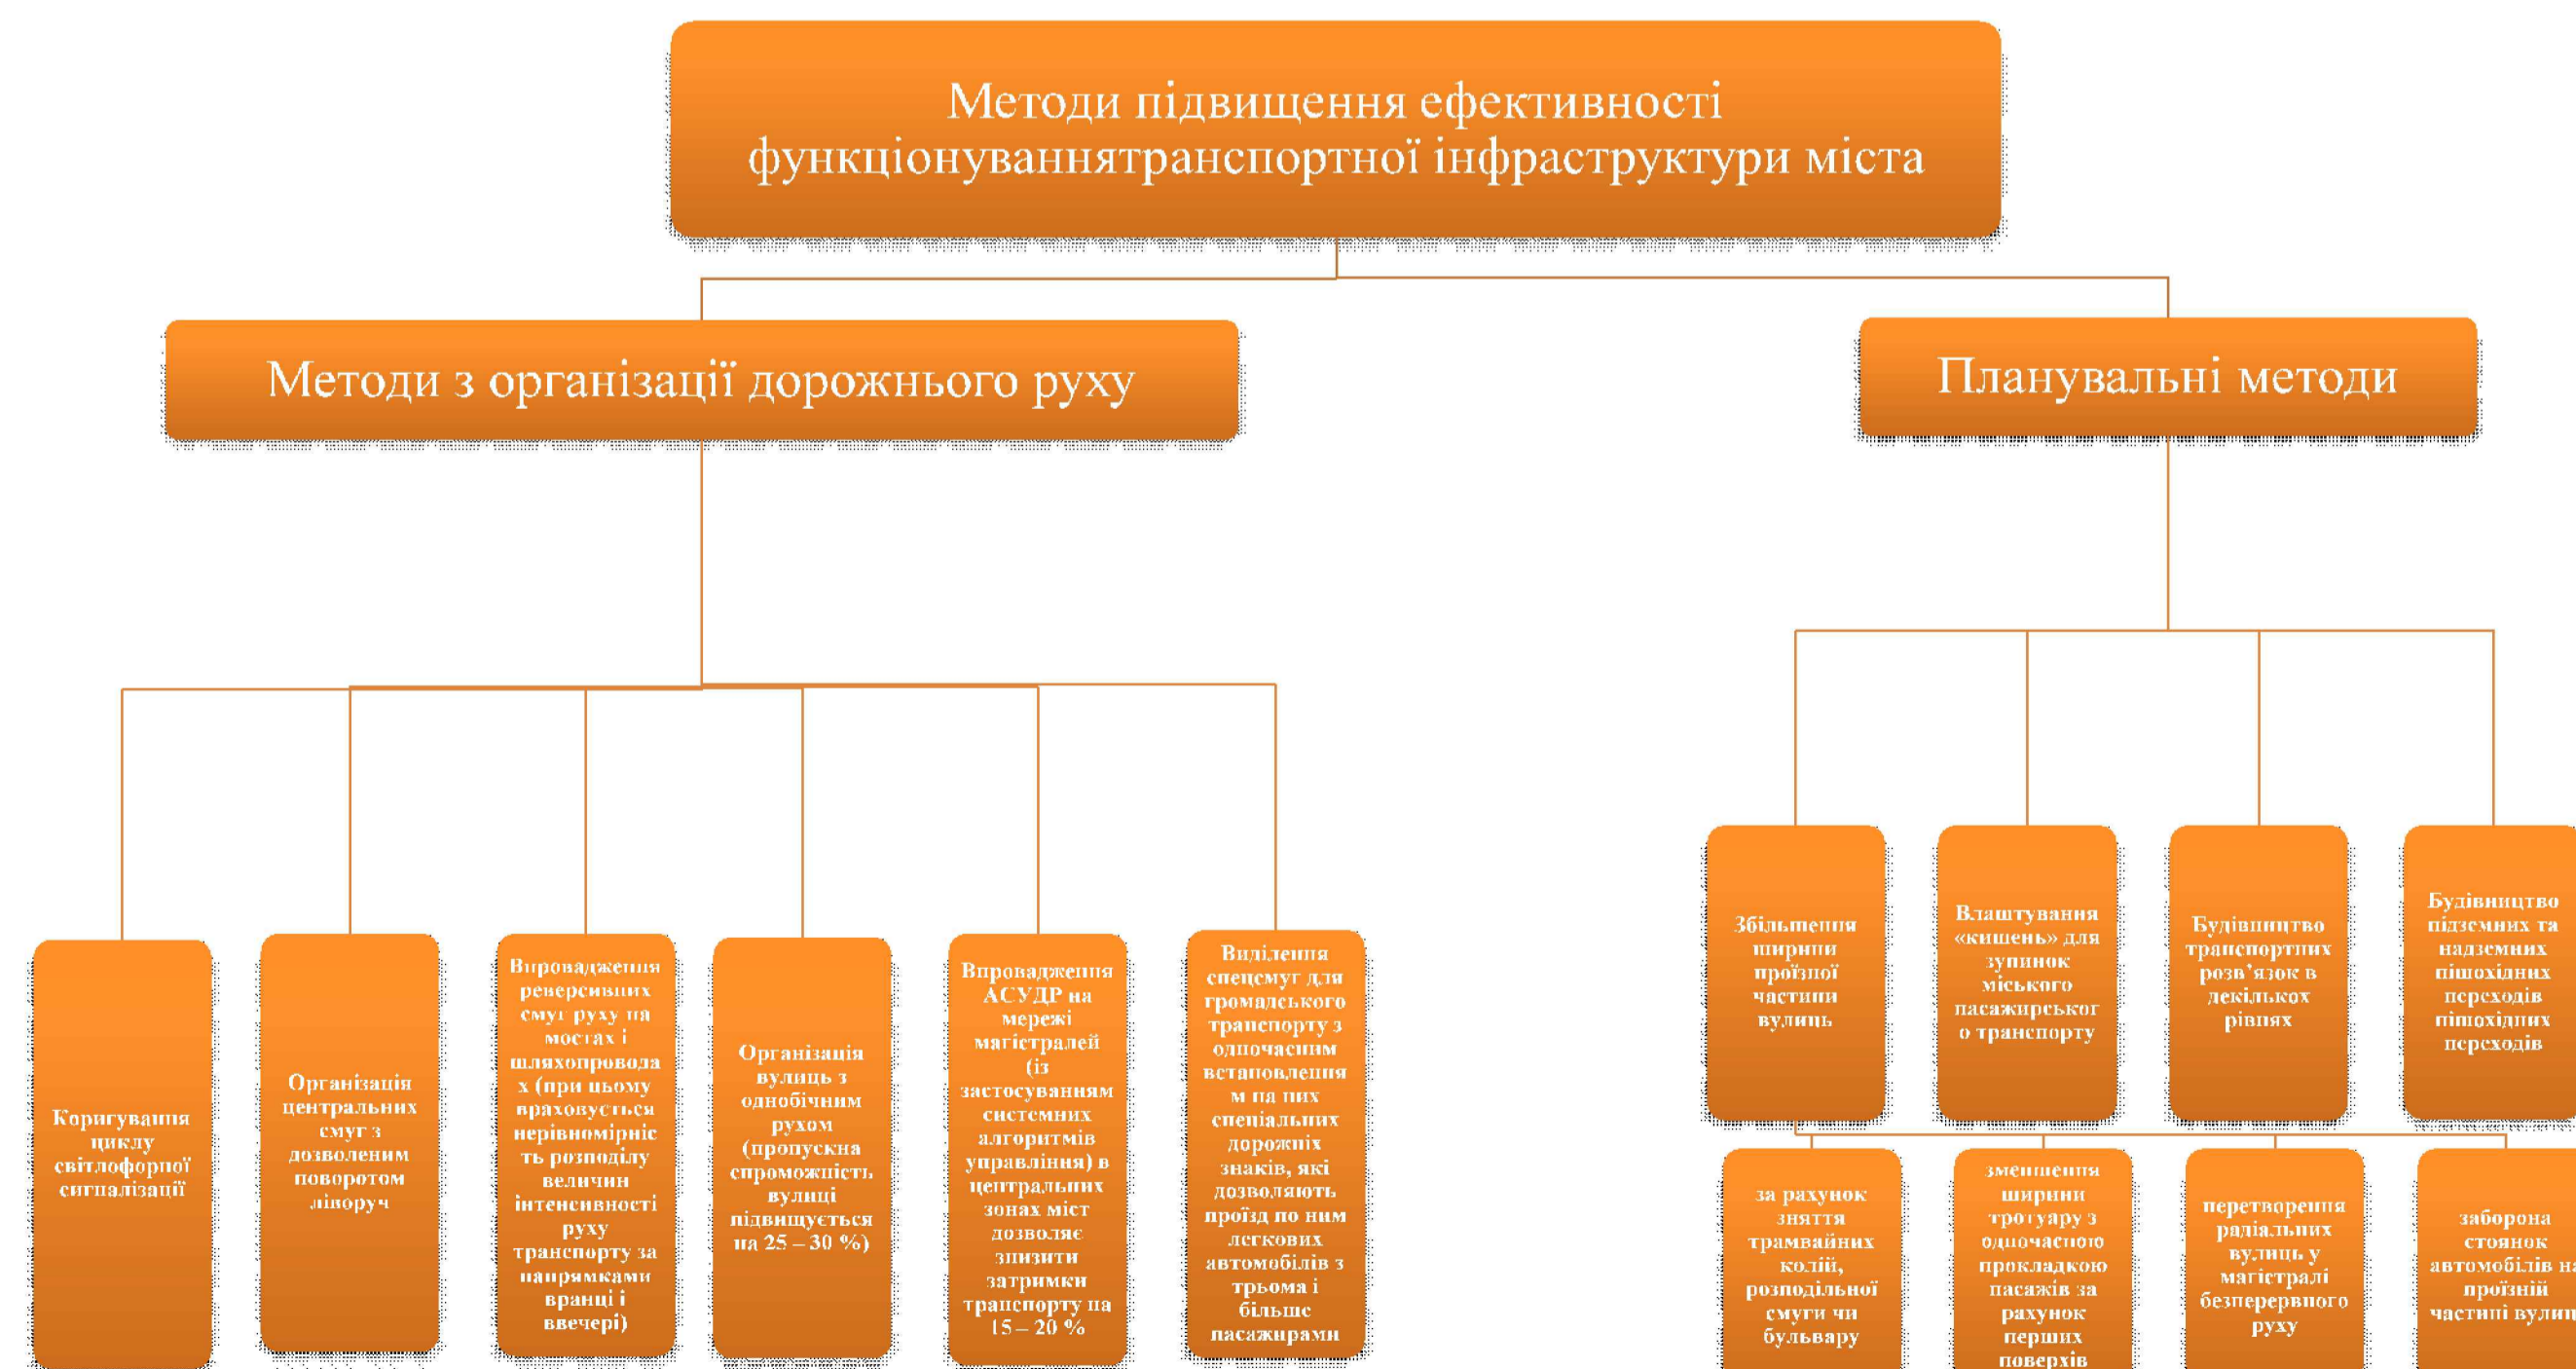 Методи підвищення ефективності
функціонуваннятранспортної інфраструктури міста
Методи з організації дорожнього руху
Планувальні методи
Коригування
циклу
світлофорної
сигналізації
Організація
центральних
смуг з
дозволеним
поворотом
ліворуч
Впровадження
реверсивних
смуг руху на
мостах і
шляхопровода
х (при цьому
враховується
нерівномірніс
ть розподілу
величин
інтенсивності
руху
транспорту за
напрямками
вранці і
ввечері)
Організація
вулиць з
однобічним
рухом
(пропускна
спроможність
вулиці
підвищується
на 25 – 30 %)
Впровадження
АСУДР на
мережі
магістралей
(із
застосуванням
системних
алгоритмів
управління) в
центральних
зонах міст
дозволяє
знизити
затримки
транспорту на
15 – 20 %
Виділення
спецсмуг для
громадського
транспорту з
одночасним
встановлення
м на них
спеціальних
дорожніх
знаків, які
дозволяють
проїзд по ним
легкових
автомобілів з
трьома і
більше
пасажирами
Збільшення
ширини
проїзної
частини
вулиць
Влаштування
«кишень» для
зупинок
міського
пасажирськог
о транспорту
Будівництво
транспортних
розв’язок в
декількох
рівнях
Будівництво
підземних та
надземних
пішохідних
переходів
пішохідних
переходів
за рахунок
зняття
трамвайних
колій,
розподільної
смуги чи
бульвару
зменшення
ширини
тротуару з
одночасною
прокладкою
пасажів за
рахунок
перших
поверхів
перетворення
радіальних
вулиць у
магістралі
безперервного
руху
заборона
стоянок
автомобілів на
проїзній
частині вулиц